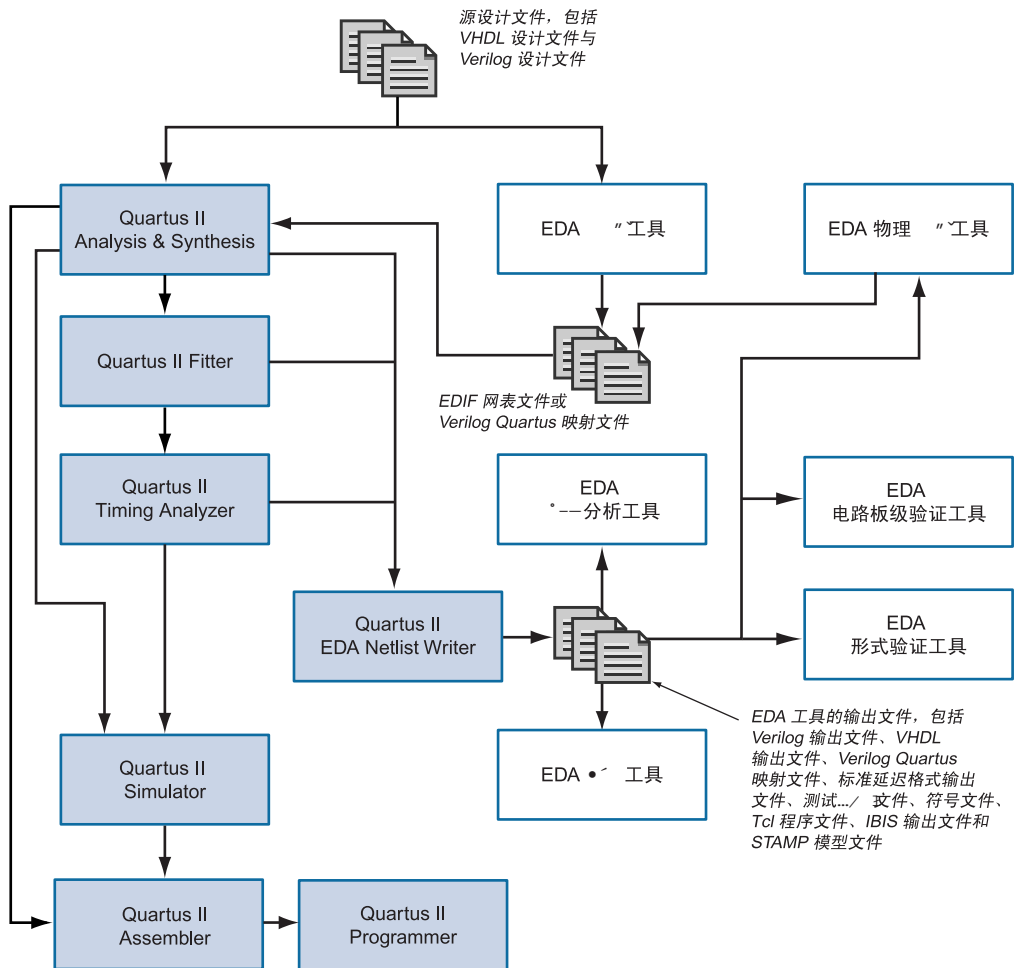 源设计文件，包括
VHDL 设计文件与
Verilog 设计文件
Quartus II
Analysis & Synthesis
EDA 〃ˇ工具
EDA 物理 〃ˇ工具
Quartus II Fitter
EDIF 网表文件或
Verilog Quartus 映射文件
Quartus II
Timing Analyzer
EDA
°––分析工具
EDA
电路板级验证工具
Quartus II
EDA Netlist Writer
EDA
形式验证工具
EDA 工具的输出文件，包括
Verilog 输出文件、VHDL
输出文件、Verilog Quartus
映射文件、标准延迟格式输出
文件、测试.../ 文件、符号文件、
Tcl 程序文件、IBIS 输出文件和
STAMP 模型文件
Quartus II
Simulator
EDA •´ 工具
Quartus II
Assembler
Quartus II
Programmer